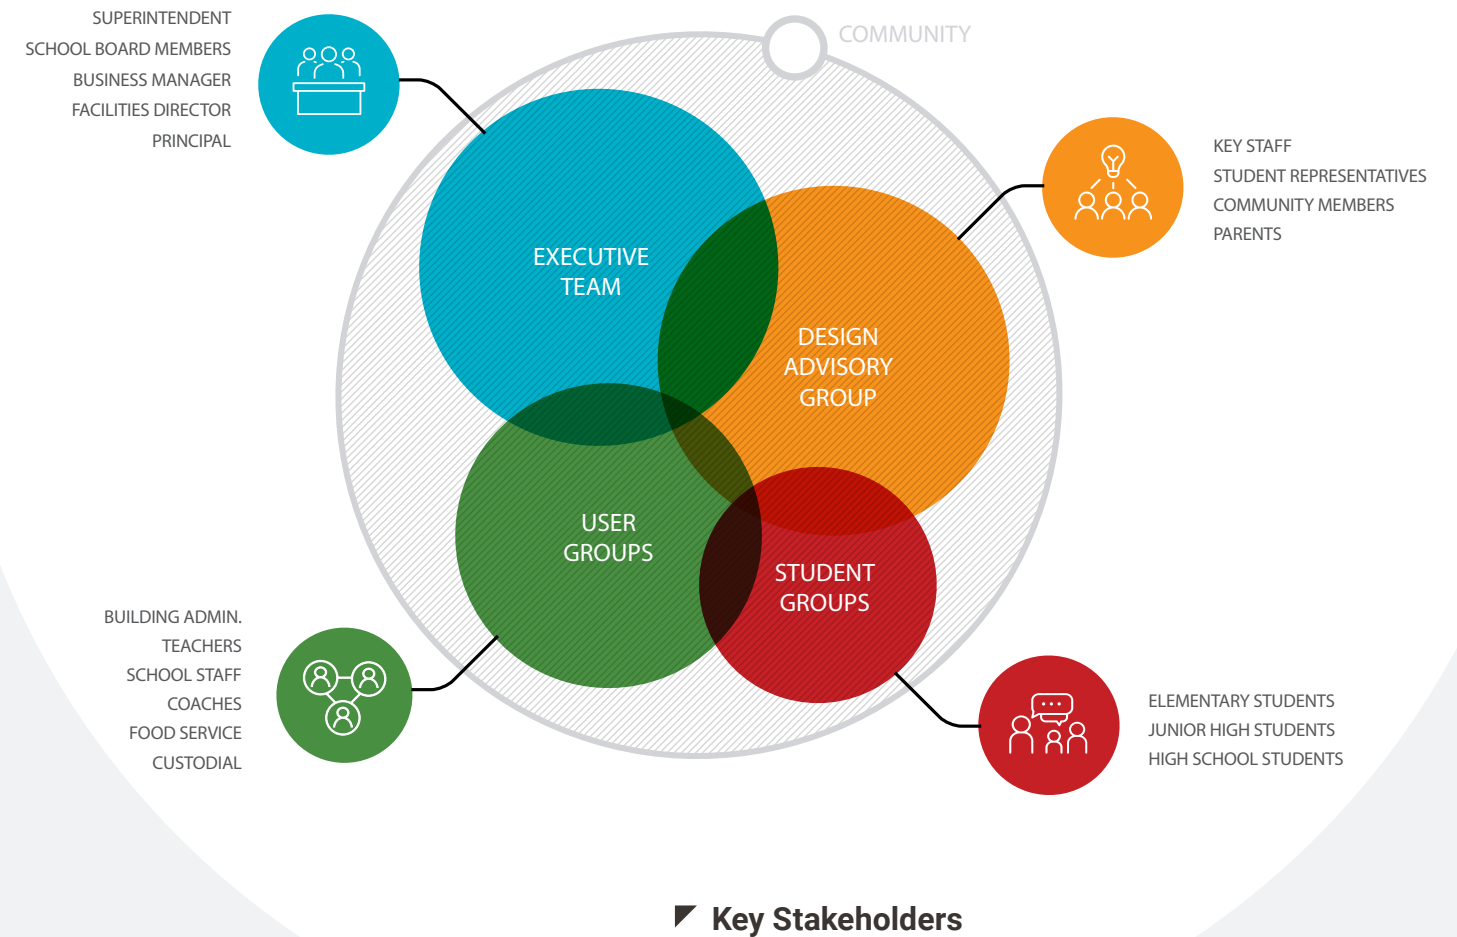 SUPERINTENDENT
SCHOOL BOARD MEMBERS
BUSINESS MANAGER
FACILITIES DIRECTOR
PRINCIPAL
COMMUNITY
KEY STAFF
STUDENT REPRESENTATIVES
COMMUNITY MEMBERS
PARENTS
EXECUTIVE
TEAM
DESIGN
ADVISORY
GROUP
USER
GROUPS
STUDENT
GROUPS
BUILDING ADMIN.
TEACHERS
SCHOOL STAFF
COACHES
FOOD SERVICE
CUSTODIAL
ELEMENTARY STUDENTS
JUNIOR HIGH STUDENTS
HIGH SCHOOL STUDENTS
Key Stakeholders